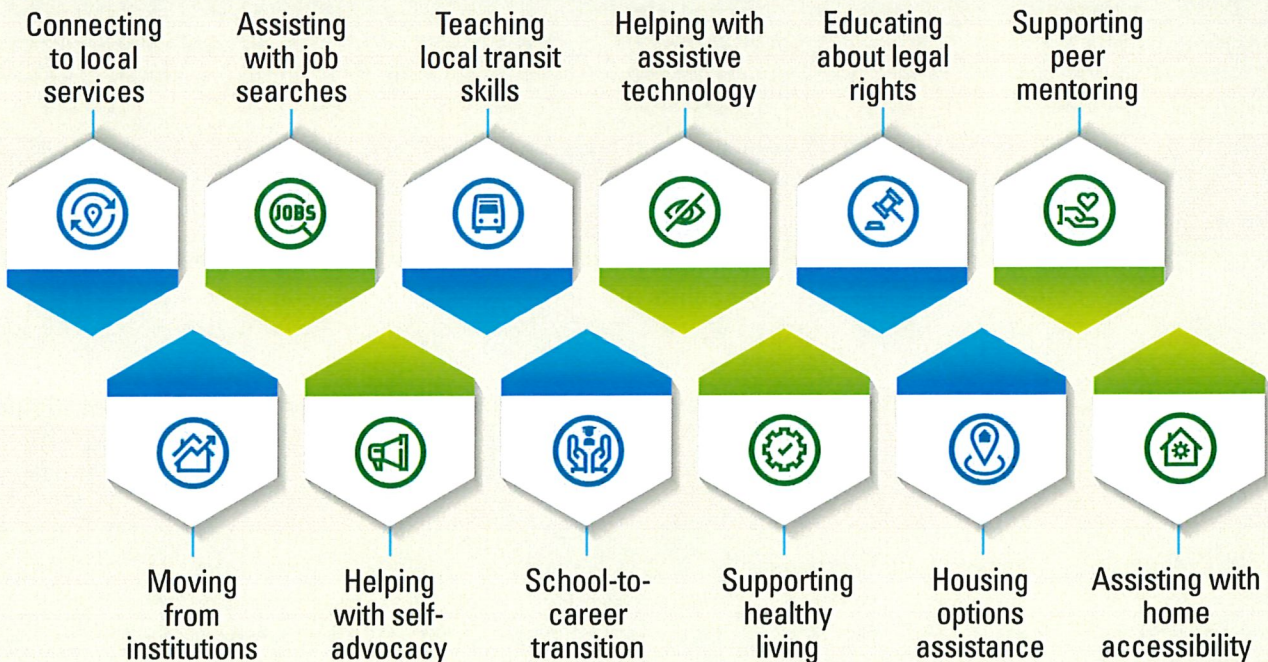 Connecting
to local
services
Assisting
with job
searches
Teaching
local transit
skills
Helping with
assistive
technology
Educating
about legal
rights
Supporting
peer
mentoring
JOBS
Moving
from
institutions
Helping
with self-
advocacy
School-to-
career
transition
Supporting
healthy
living
Housing
options
assistance
Assisting with
home
accessibility